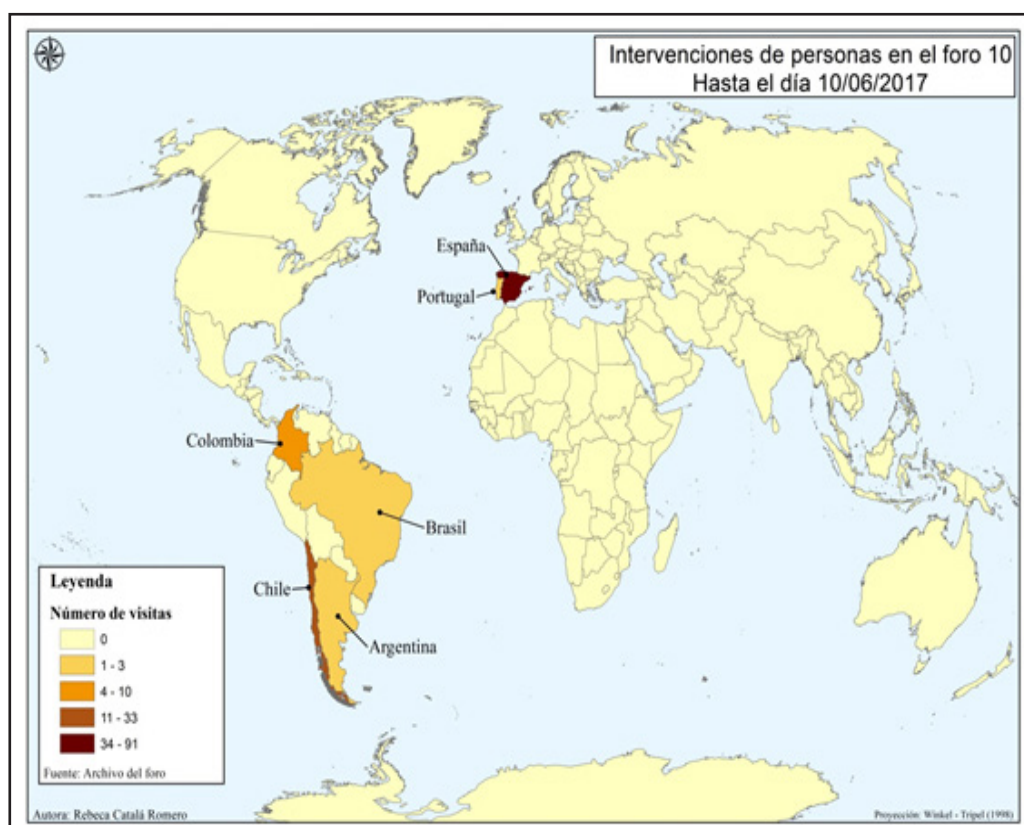 Intervenciones de personas en el foro 10
Hasta el día 10/06/2017
España
Portugal
Colombia
Brasil
Chile
Argentina
Leyenda
Número de visitas
0
1 - 3
4 - 10
11 - 33
34 - 91
Fuente: Archivo del foro
Autora: Rebeca Catalá Romero
Proyección: Winkel - Tripel (1998)